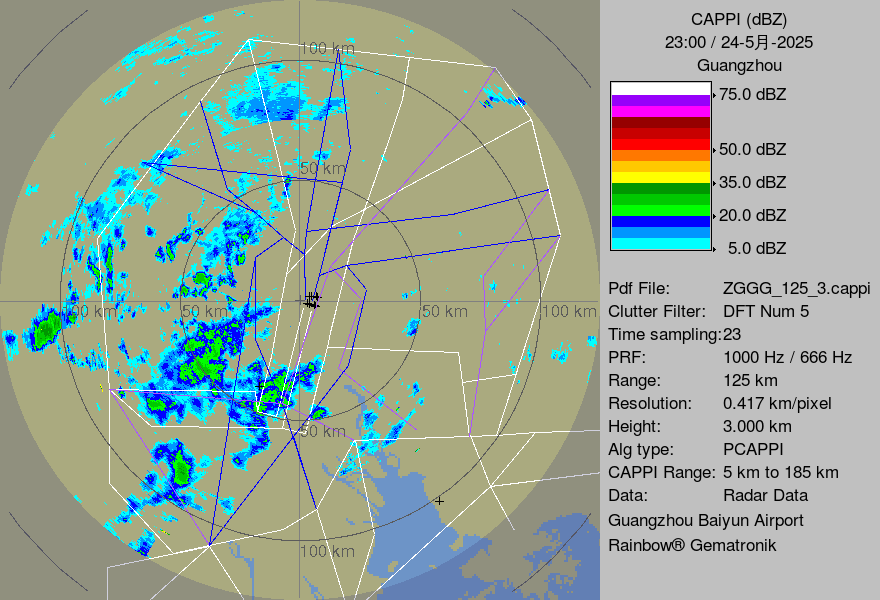 CAPPI (dBZ)
23:00 / 24-5月-2025
Guangzhou
75.0 dBZ
50.0 dBZ
35.0 dBZ
20.0 dBZ
5.0 dBZ
Pdf File: ZGGG_125_3.cappi
Clutter Filter: DFT Num 5
Time sampling:23
PRF: 1000 Hz / 666 Hz
Range: 125 km
Resolution: 0.417 km/pixel
Height: 3.000 km
Alg type: PCAPPI
CAPPI Range: 5 km to 185 km
Data: Radar Data
Guangzhou Baiyun Airport
Rainbow® Gematronik
100 km
50 km
100 km
50 km
50 km
100 km
50 km
100 km